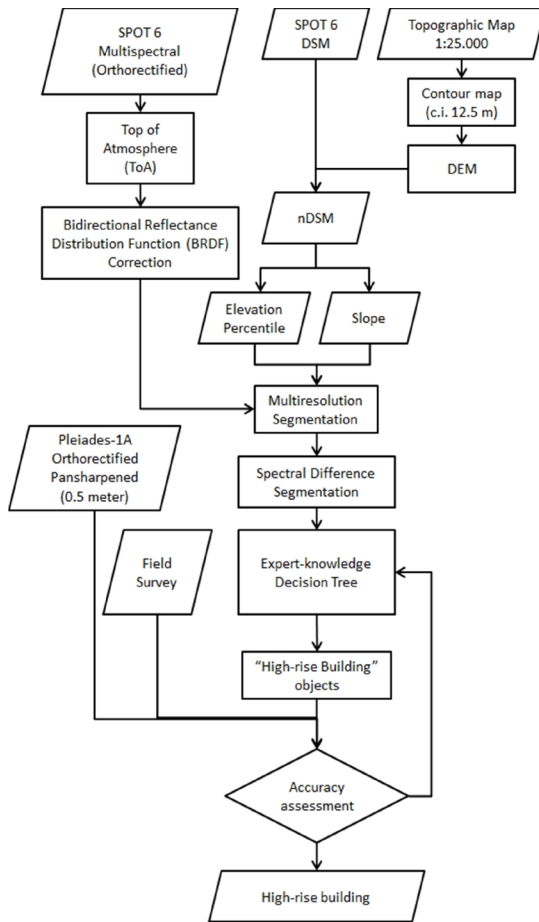 SPOT 6
Multispectral
(Orthorectified)
SPOT 6
DSM
Topographic Map
1:25.000
Contour map
(c.i. 12.5 m)
Top of
Atmosphere
(ToA)
DEM
Bidirectional Reflectance
Distribution Function (BRDF)
Correction
nDSM
Elevation
Percentile
Slope
Multiresolution
Segmentation
Pleiades-1A
Orthorectified
Pansharpened
(0.5 meter)
Spectral Difference
Segmentation
Field
Survey
Expert-knowledge
Decision Tree
“High-rise Building”
objects
Accuracy
assessment
High-rise building